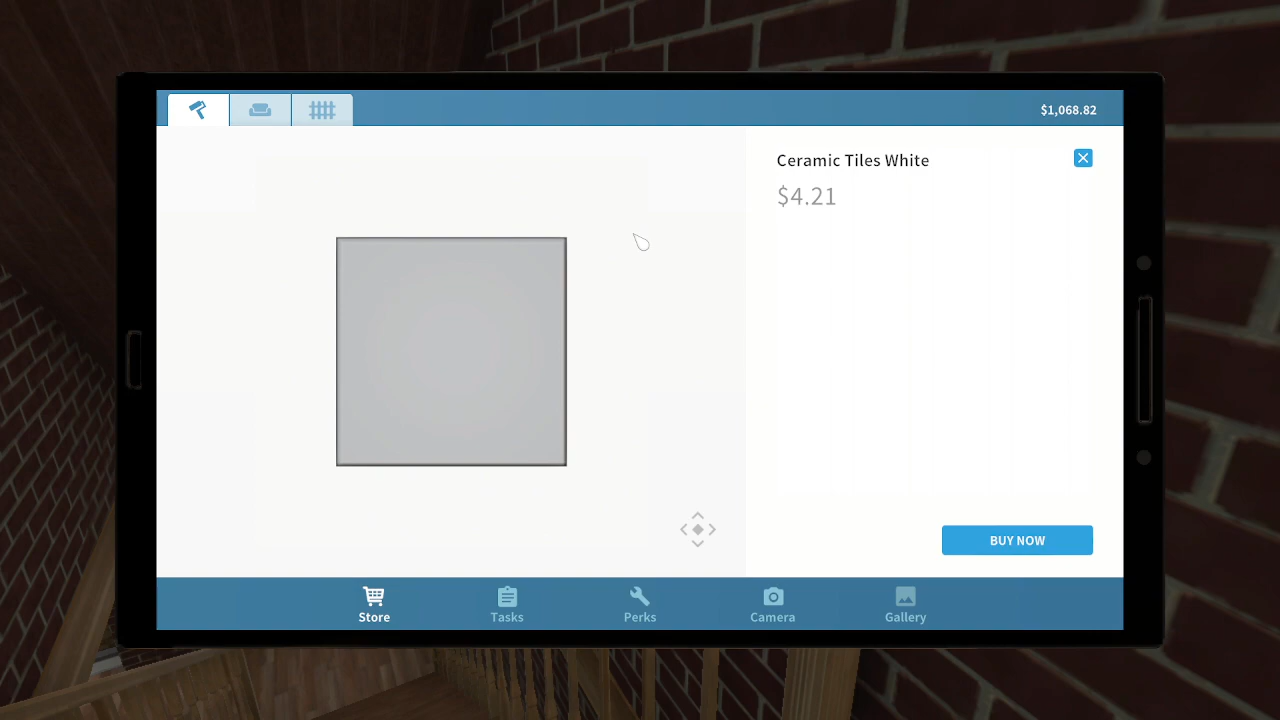 $1,068.82
Ceramic Tiles White
$4.21
BUY NOW
Store
Tasks
Perks
Camera
Gallery